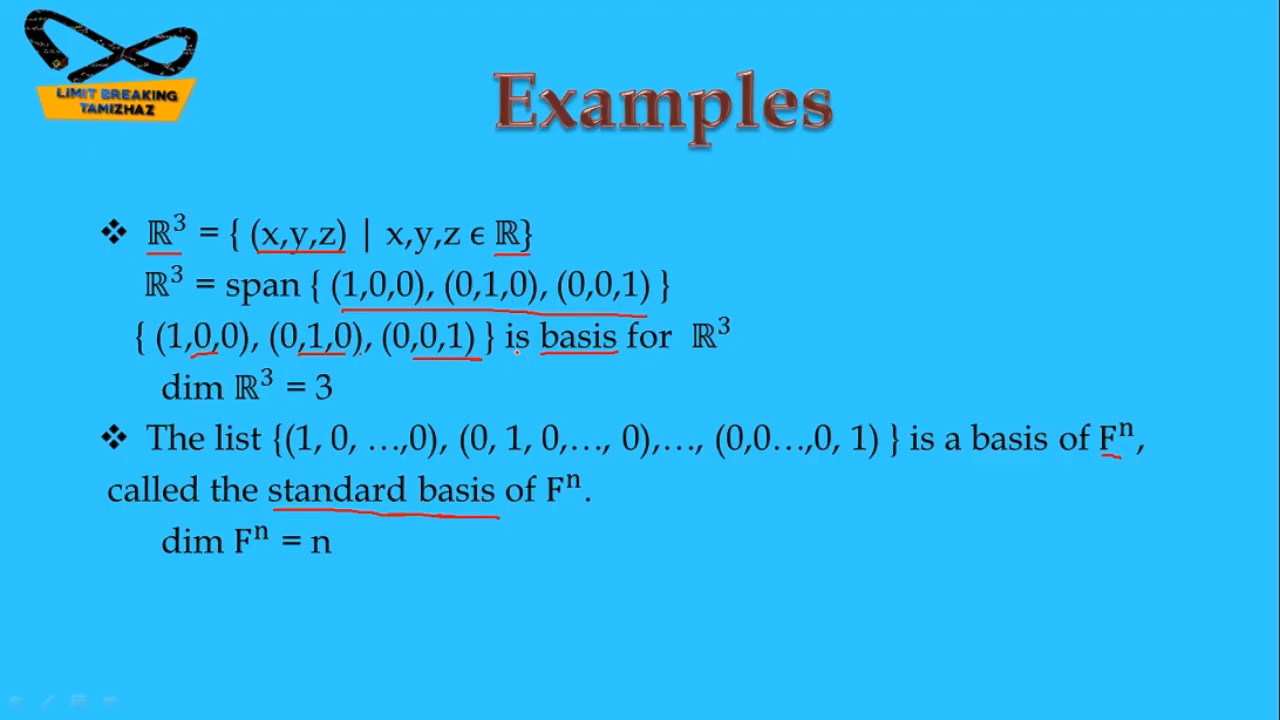 LIMIT BREAKING
TAMIZHAZ
Examples
❖ ℝ³ = { (x,y,z) | x,y,z ϵ ℝ}
ℝ³ = span { (1,0,0), (0,1,0), (0,0,1) }
{ (1,0,0), (0,1,0), (0,0,1) } is basis for ℝ³
dim ℝ³ = 3
❖ The list {(1, 0, …,0), (0, 1, 0,…, 0),…, (0,0…,0, 1) } is a basis of Fⁿ,
called the standard basis of Fⁿ.
dim Fⁿ = n